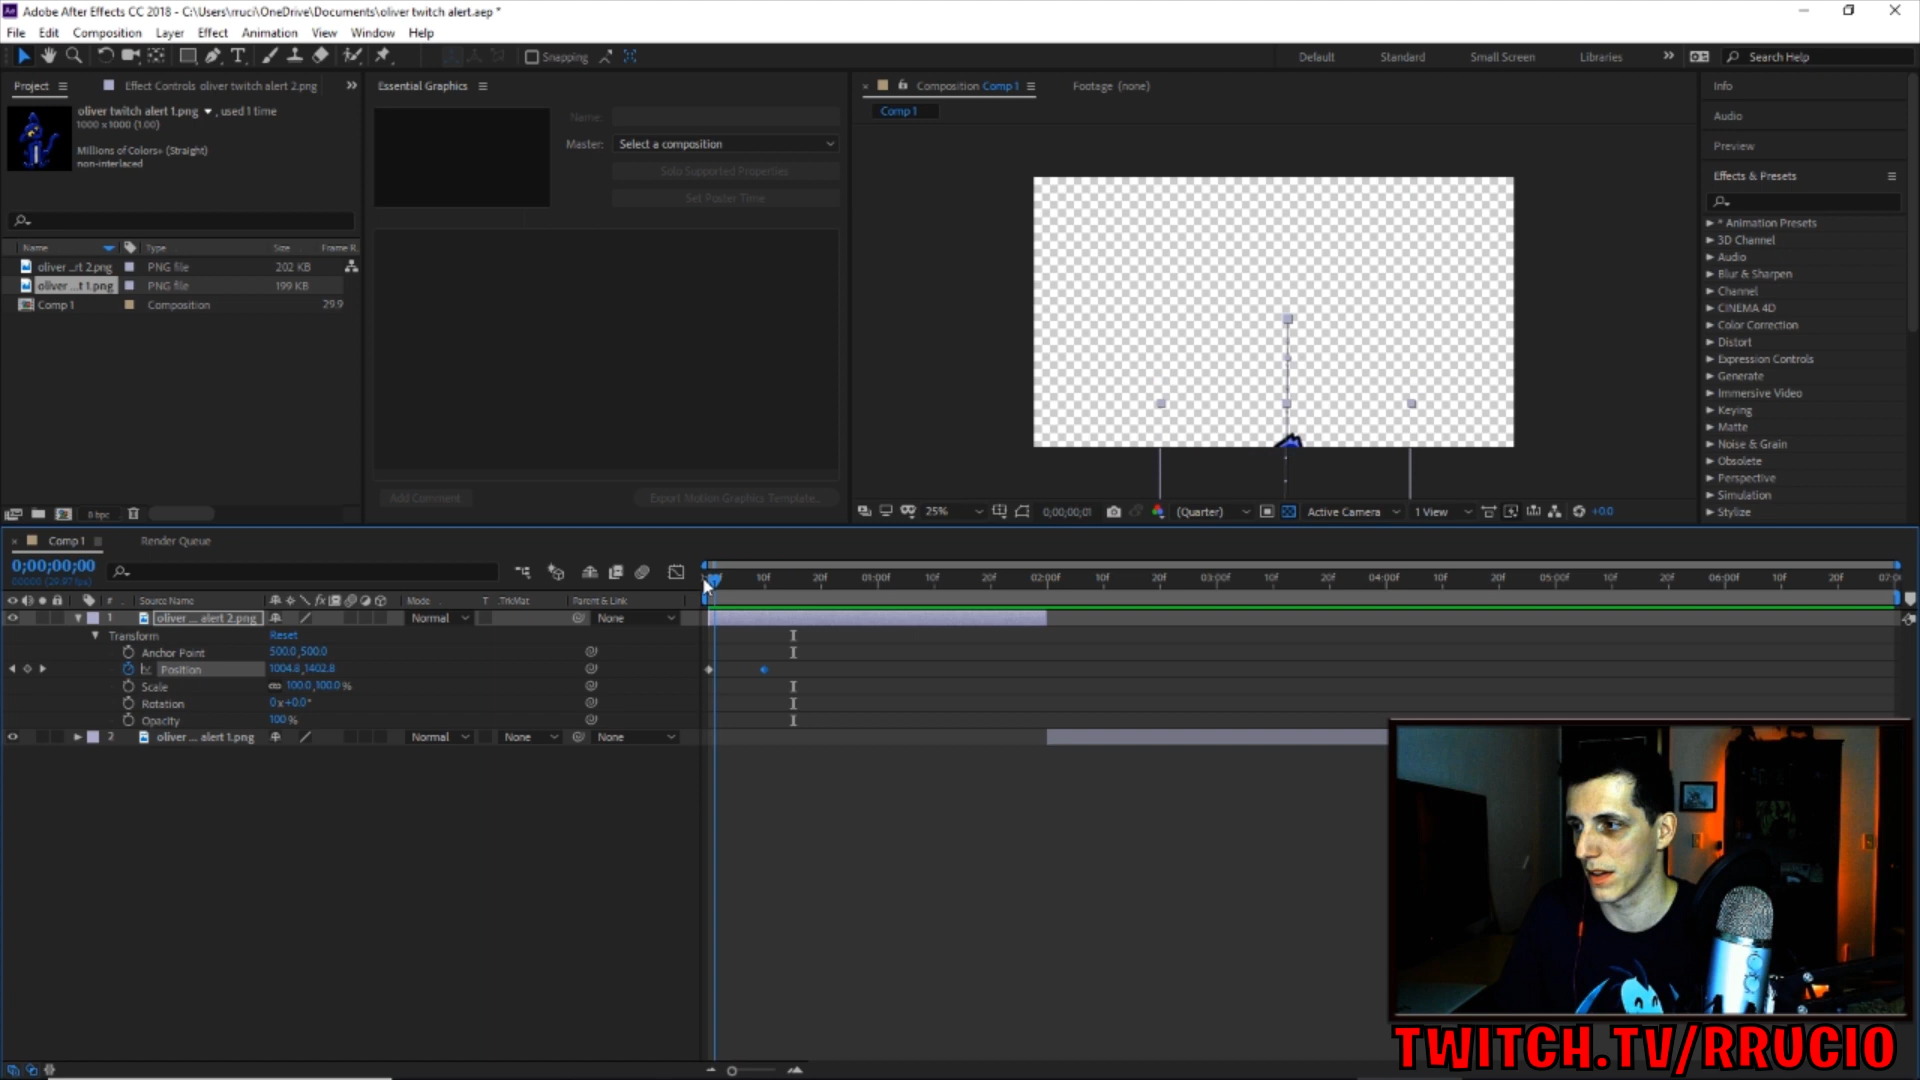 Adobe After Effects CC 2018 - C:\Users\rruci\OneDrive\Documents\oliver twitch alert.aep *
File Edit Composition Layer Effect Animation View Window Help
Snapping
Default Standard Small Screen Libraries Search Help
Project Effect Controls oliver twitch alert 2.png
Essential Graphics
Composition Comp 1
Footage (none)
Info
oliver twitch alert 1.png , used 1 time
1000 x 1000 (1.00)
Millions of Colors+ (Straight)
non-interlaced
Name:
Master: Select a composition
Solo Supported Properties
Set Poster Time
Comp 1
Audio
Preview
Effects & Presets
* Animation Presets
3D Channel
Audio
Blur & Sharpen
Channel
CINEMA 4D
Color Correction
Distort
Expression Controls
Generate
Immersive Video
Keying
Matte
Noise & Grain
Obsolete
Perspective
Simulation
Stylize
Name Type Size Frame R.
oliver ...rt 2.png PNG file 202 KB
oliver ...t 1.png PNG file 199 KB
Comp 1 Composition 29.9
8 bpc
Add Comment
Export Motion Graphics Template...
25% 0;00;00;01 (Quarter) Active Camera 1 View +0.0
Comp 1 Render Queue
0;00;00;00
00000 (29.97 fps)
10f 20f 01:00f 10f 20f 02:00f 10f 20f 03:00f 10f 20f 04:00f 10f 20f 05:00f 10f 20f 06:00f 10f 20f 07:0
# Source Name Mode T .TrkMat Parent & Link
1 oliver ... alert 2.png Normal None
Transform Reset
Anchor Point 500.0,500.0
Position 1004.8,1402.8
Scale 100.0,100.0 %
Rotation 0x+0.0°
Opacity 100 %
2 oliver ... alert 1.png Normal None None
TWITCH.TV/RRUCIO